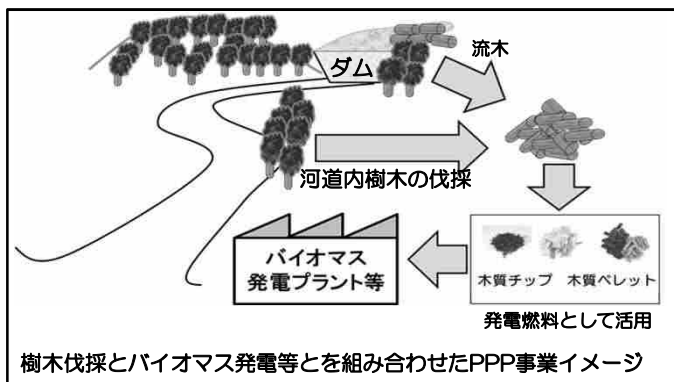 ダム
流木
河道内樹木の伐採
バイオマス
発電プラント等
木質チップ 木質ペレット
発電燃料として活用
樹木伐採とバイオマス発電等とを組み合わせたPPP事業イメージ